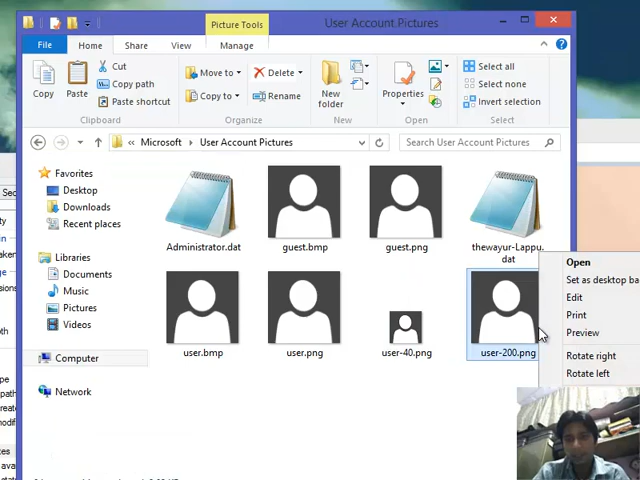 Picture Tools
User Account.Pictures
File
Home
Share
View
Manage
Copy
Paste
Cut
Copy path
Paste shortcut
Clipboard
Move to
Copy to
Delete
Rename
Organize
New
folder
New
Properties
Open
Select all
Select none
Invert selection
Select
« Microsoft
User Account Pictures
Search User Account Pictures
Favorites
Desktop
Downloads
Recent places
Libraries
Documents
Music
Pictures
Videos
Computer
Network
Administrator.dat
guest.bmp
guest.png
thewayur-Lappu.
dat
user.bmp
user.png
user-40.png
user-200.png
Open
Set as desktop ba
Edit
Print
Preview
Rotate right
Rotate left